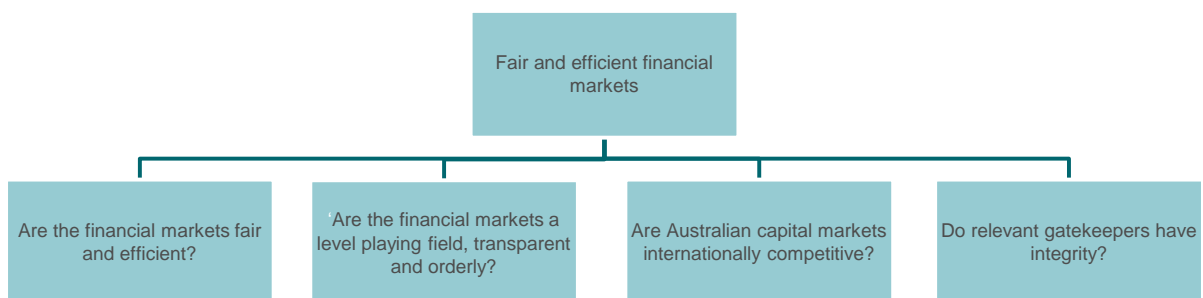 Fair and efficient financial
markets
Are the financial markets fair
and efficient?
‘Are the financial markets a
level playing field, transparent
and orderly?
Are Australian capital markets
internationally competitive?
Do relevant gatekeepers have
integrity?